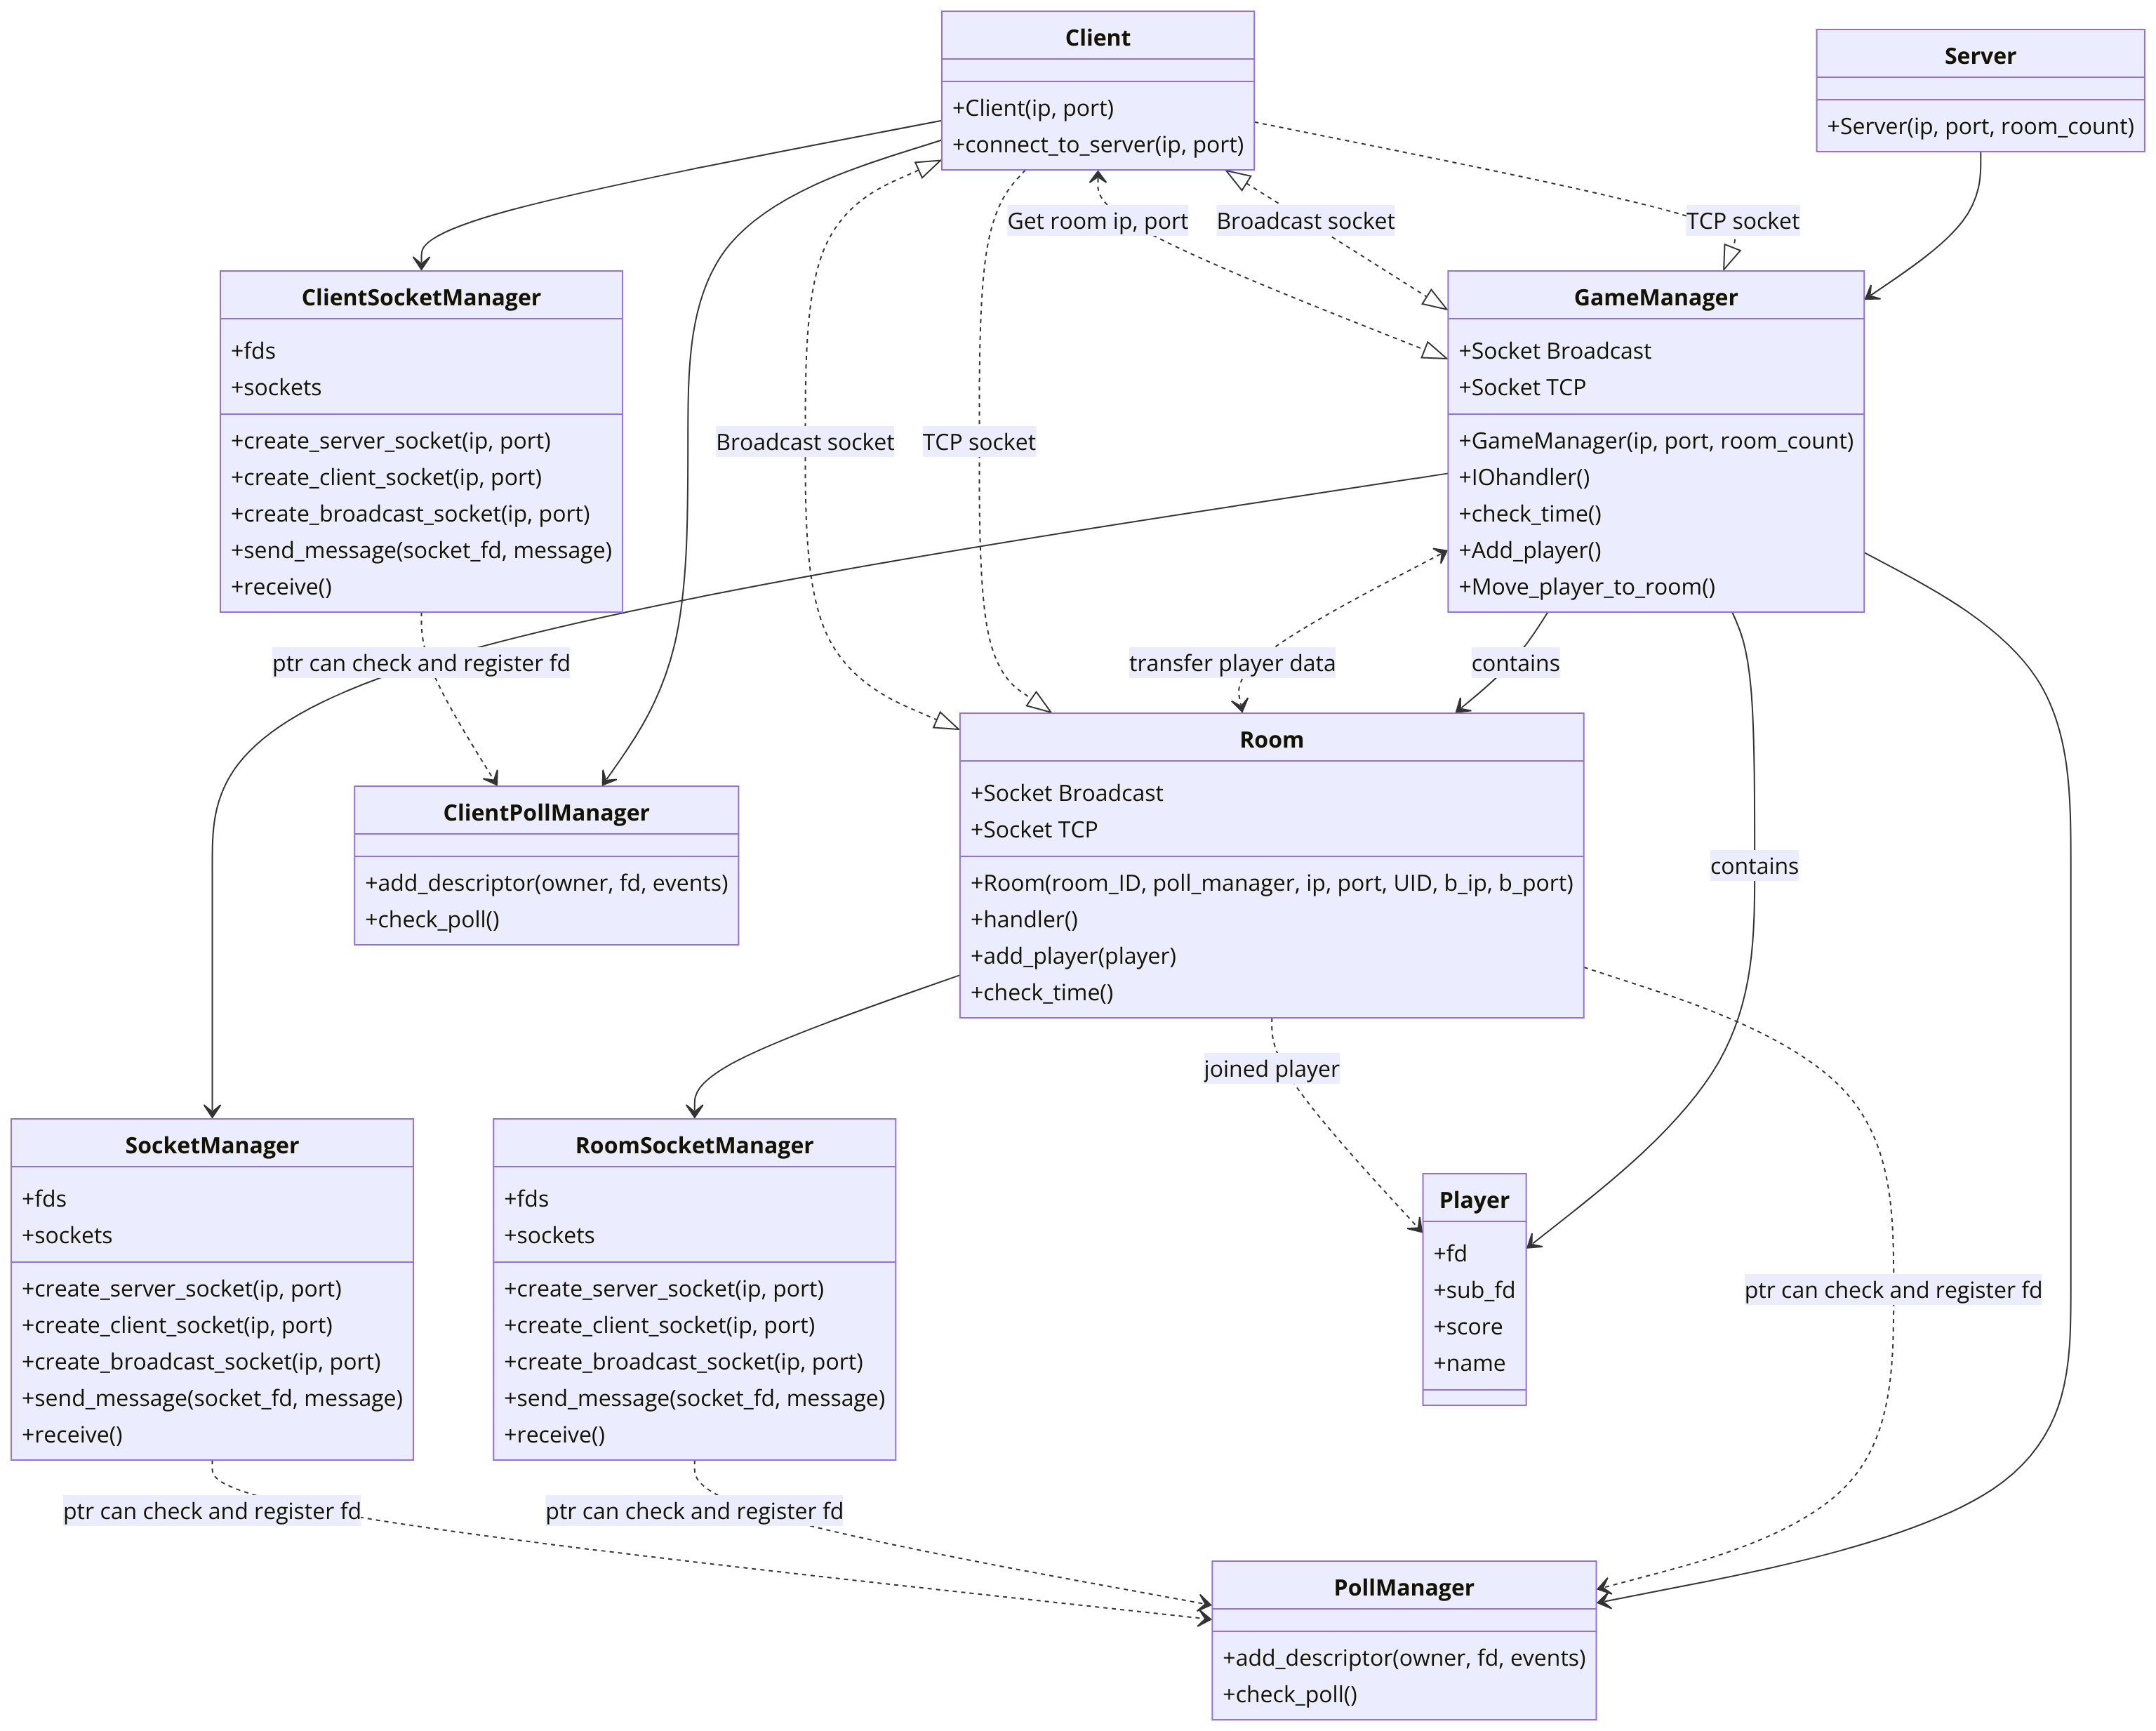 Client
+Client(ip, port)
+connect_to_server(ip, port)
Server
+Server(ip, port, room_count)
Get room ip, port
Broadcast socket
TCP socket
ClientSocketManager
+fds
+sockets
+create_server_socket(ip, port)
+create_client_socket(ip, port)
+create_broadcast_socket(ip, port)
+send_message(socket_fd, message)
+receive()
GameManager
+Socket Broadcast
+Socket TCP
+GameManager(ip, port, room_count)
+IOhandler()
+check_time()
+Add_player()
+Move_player_to_room()
Broadcast socket
TCP socket
ptr can check and register fd
transfer player data
contains
ClientPollManager
+add_descriptor(owner, fd, events)
+check_poll()
Room
+Socket Broadcast
+Socket TCP
+Room(room_ID, poll_manager, ip, port, UID, b_ip, b_port)
+handler()
+add_player(player)
+check_time()
contains
joined player
SocketManager
+fds
+sockets
+create_server_socket(ip, port)
+create_client_socket(ip, port)
+create_broadcast_socket(ip, port)
+send_message(socket_fd, message)
+receive()
RoomSocketManager
+fds
+sockets
+create_server_socket(ip, port)
+create_client_socket(ip, port)
+create_broadcast_socket(ip, port)
+send_message(socket_fd, message)
+receive()
Player
+fd
+sub_fd
+score
+name
ptr can check and register fd
ptr can check and register fd
ptr can check and register fd
PollManager
+add_descriptor(owner, fd, events)
+check_poll()